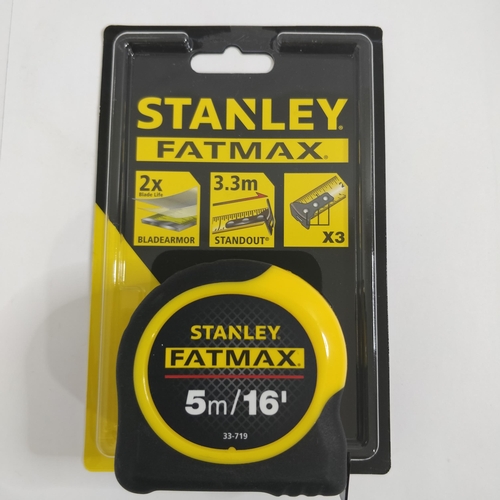 STANLEY®
FATMAX®
2x
Blade Life
BLADEARMOR
3.3m
STANDOUT®
X3
STANLEY
FATMAX®
5m/16'
33-719